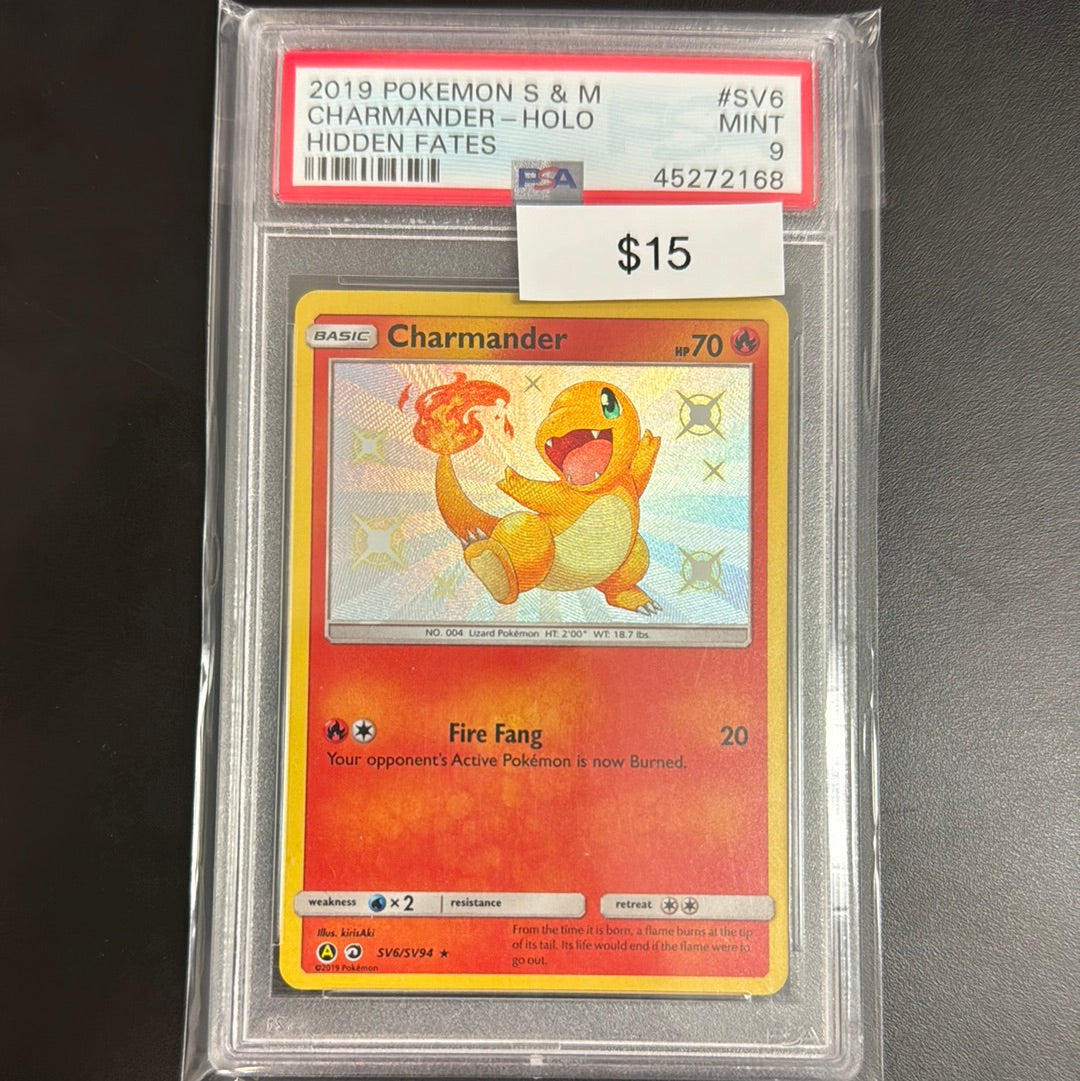 2019 POKEMON S & M #SV6
CHARMANDER – HOLO MINT
HIDDEN FATES 9
PSA 45272168
$15
BASIC Charmander HP 70
NO. 004 Lizard Pokémon HT: 2'00" WT: 18.7 lbs.
Fire Fang 20
Your opponent's Active Pokémon is now Burned.
weakness × 2 resistance retreat
Illus. kirisAki
A SV6/SV94 ★
©2019 Pokémon
From the time it is born, a flame burns at the tip
of its tail. Its life would end if the flame were to
go out.